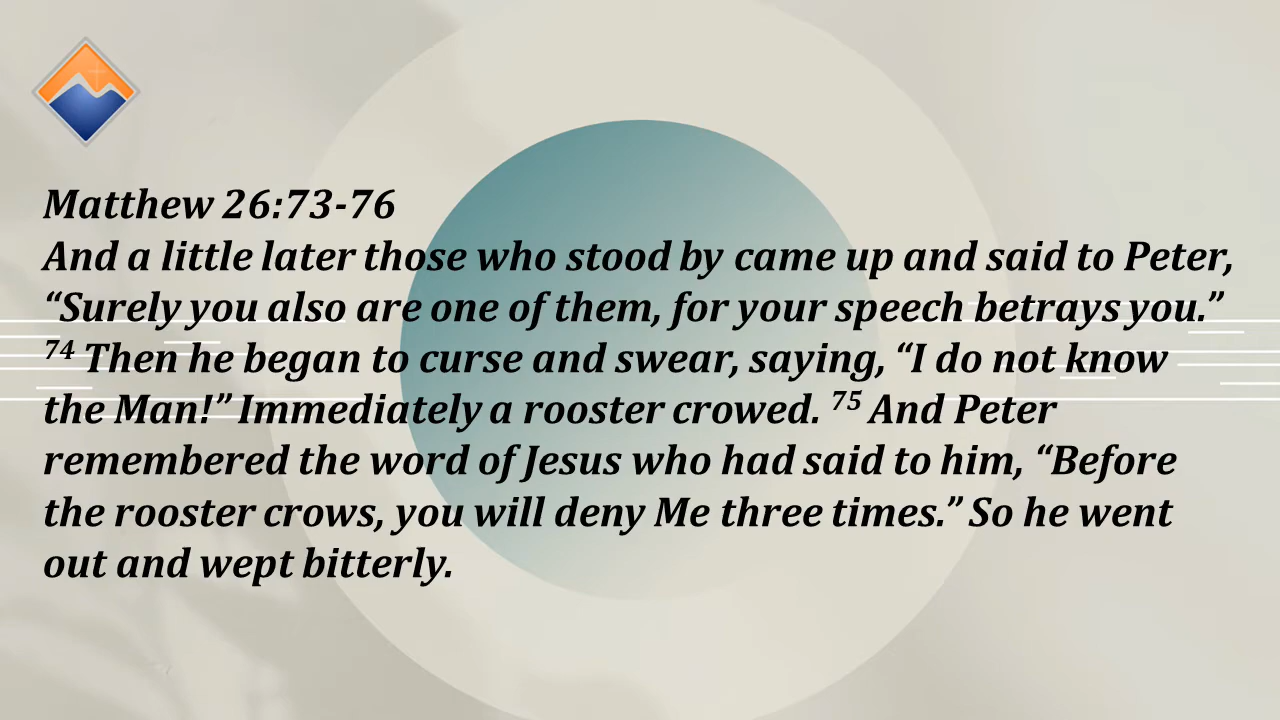 Matthew 26:73-76
And a little later those who stood by came up and said to Peter,
“Surely you also are one of them, for your speech betrays you.”
74 Then he began to curse and swear, saying, “I do not know
the Man!” Immediately a rooster crowed. 75 And Peter
remembered the word of Jesus who had said to him, “Before
the rooster crows, you will deny Me three times.” So he went
out and wept bitterly.